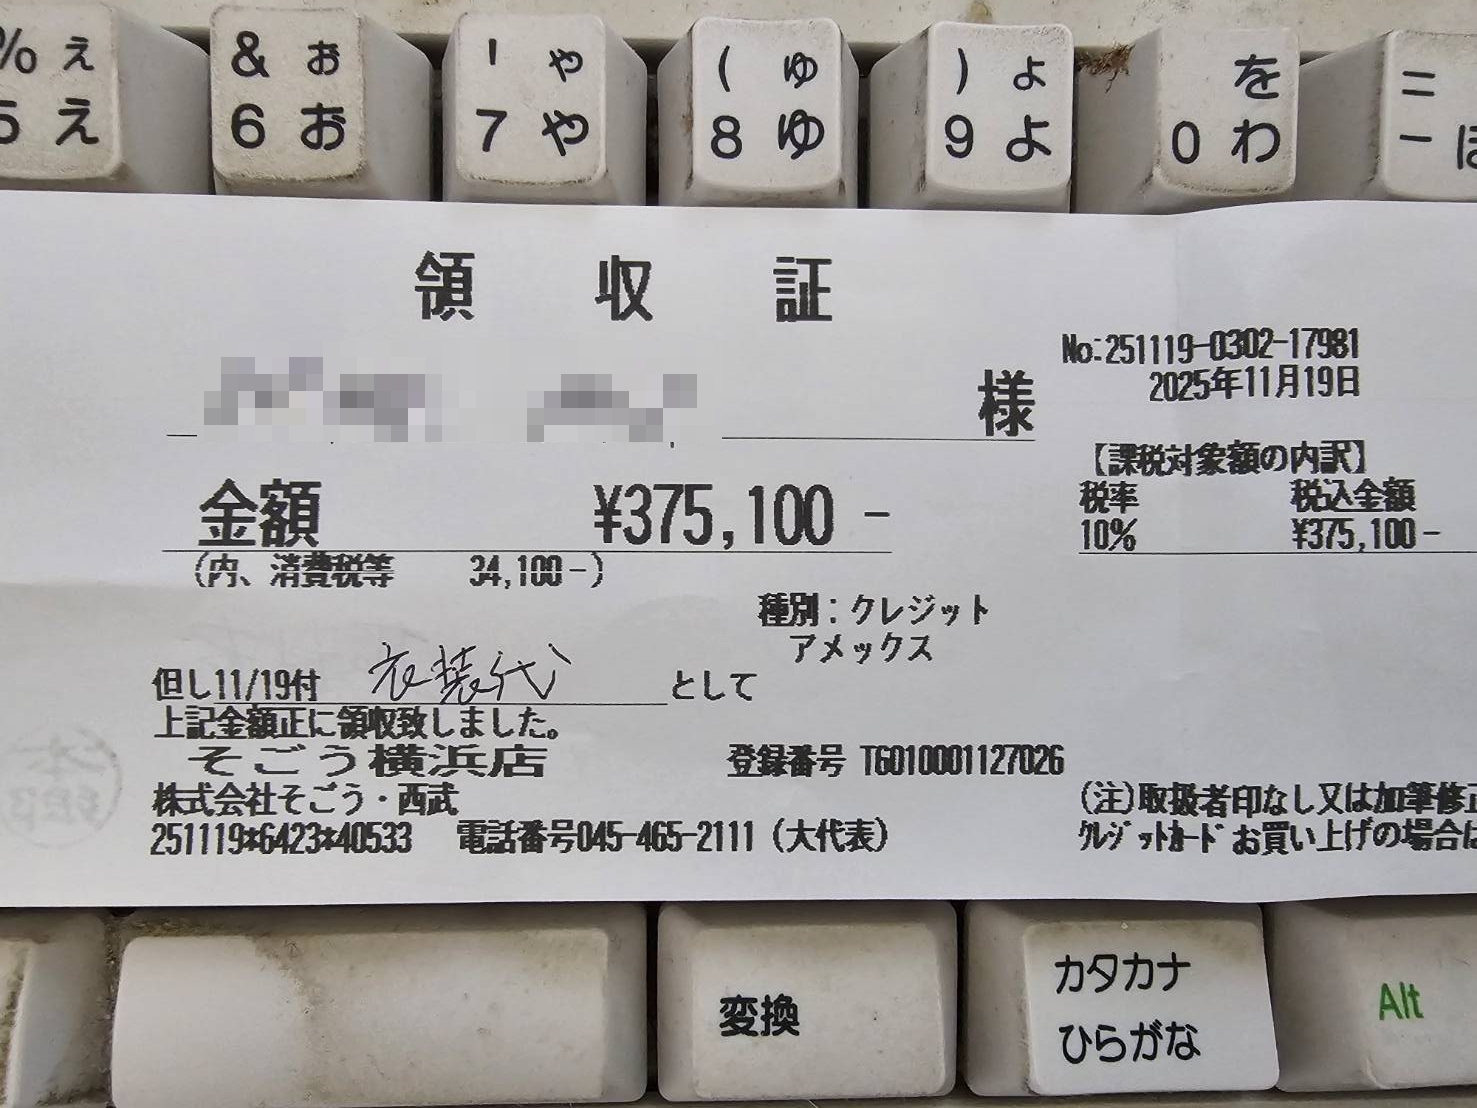 % ぇ & ぉ ' ゃ ( ゅ ) ょ を =
5 え 6 お 7 や 8 ゆ 9 よ 0 わ - ほ
領収証
様
No:251119-0302-17981
2025年11月19日
【課税対象額の内訳】
税率 税込金額
10% ¥375,100-
金額 ¥375,100-
(内、消費税等 34,100-)
種別:クレジット
アメックス
但し11/19付 衣装代 として
上記金額正に領収致しました。
そごう横浜店 登録番号 T6010001127026
株式会社そごう・西武
251119*6423*40533 電話番号045-465-2111(大代表)
(注)取扱者印なし又は加筆修正
クレジットカードお買い上げの場合は
変換
カタカナ
ひらがな
Alt